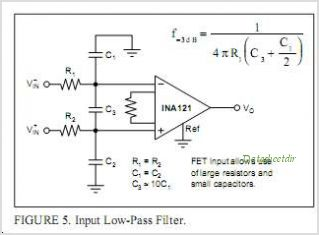 f-3dB = 1 / 4πR1(C3 + C1/2)
C1
R1
VIN-
C3
INA121
VO
R2
VIN
Ref
C2
R1 = R2
C1 = C2
C3 ≈ 10C1
FET input allows use
of large resistors and
small capacitors.
FIGURE 5. Input Low-Pass Filter.